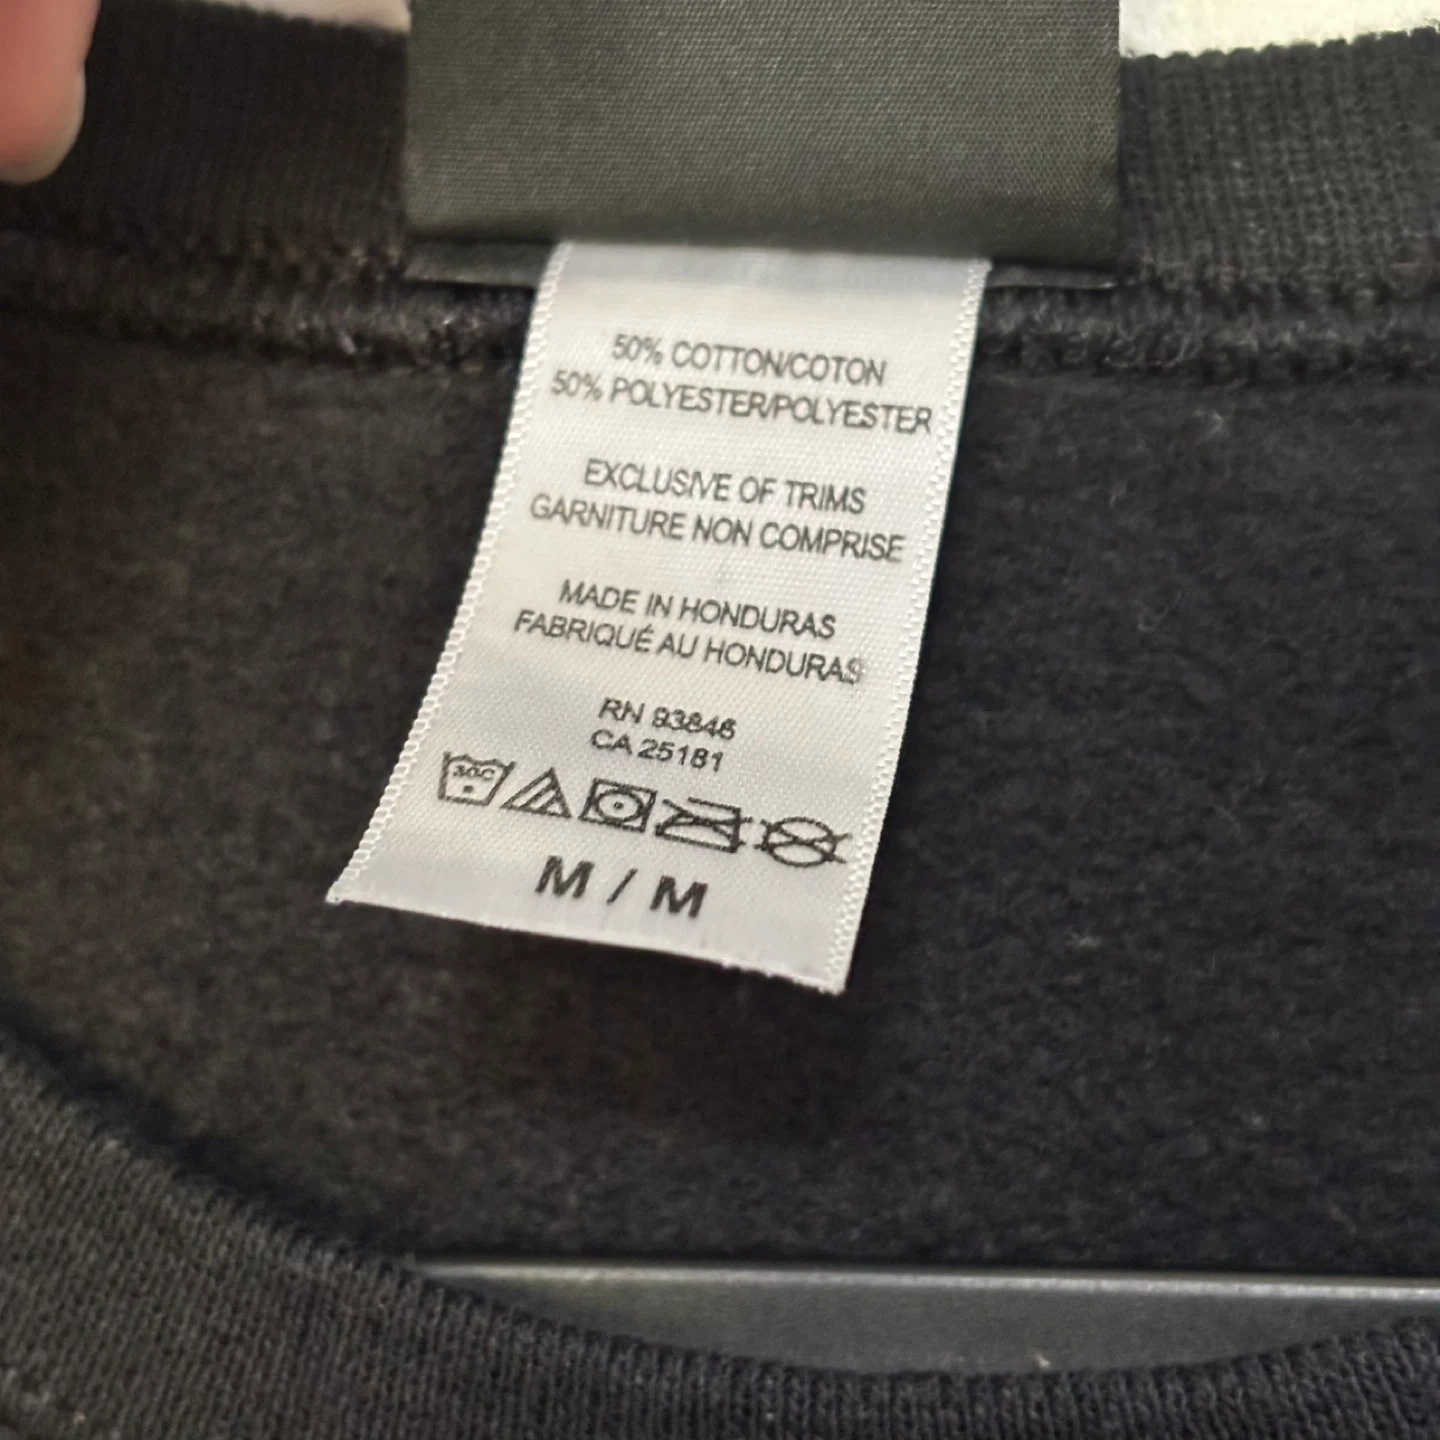 50% COTTON/COTON
50% POLYESTER/POLYESTER
EXCLUSIVE OF TRIMS
GARNITURE NON COMPRISE
MADE IN HONDURAS
FABRIQUÉ AU HONDURAS
RN 93846
CA 25181
30C
M / M